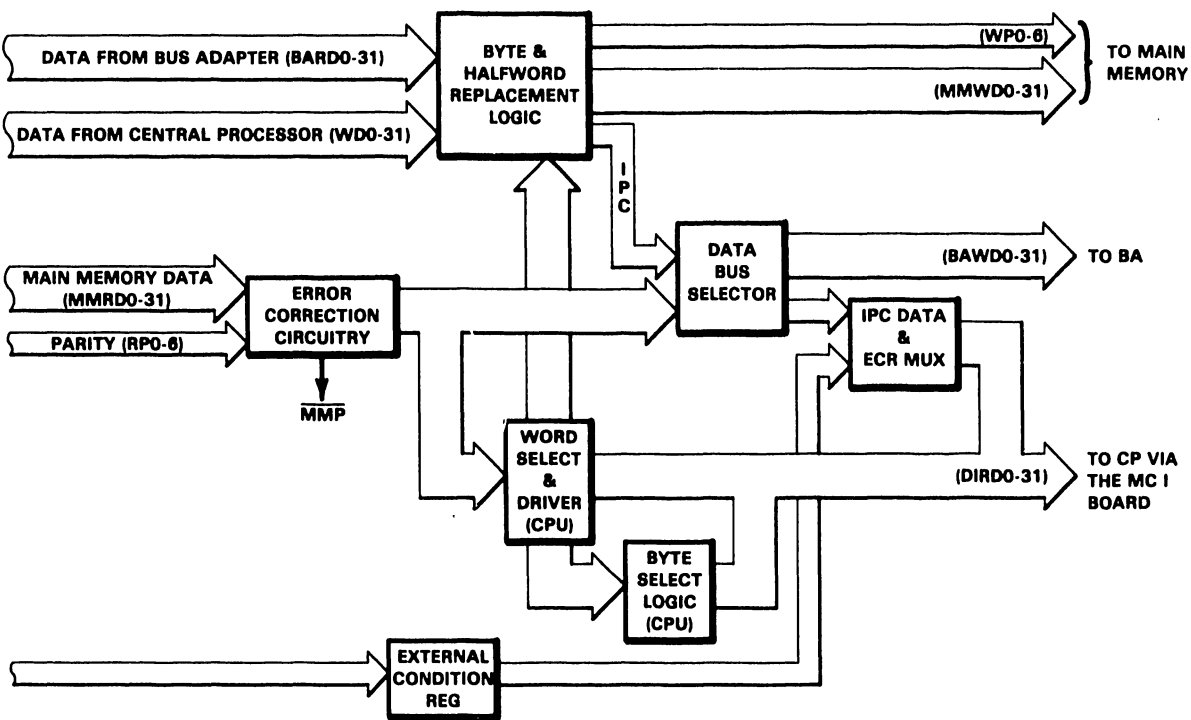 DATA FROM BUS ADAPTER (BARD0-31)
DATA FROM CENTRAL PROCESSOR (WD0-31)
BYTE &
HALFWORD
REPLACEMENT
LOGIC
(WP0-6)
(MMWD0-31)
TO MAIN
MEMORY
I
P
C
MAIN MEMORY DATA
(MMRD0-31)
PARITY (RP0-6)
ERROR
CORRECTION
CIRCUITRY
MMP
DATA
BUS
SELECTOR
(BAWD0-31)
TO BA
IPC DATA
&
ECR MUX
WORD
SELECT
&
DRIVER
(CPU)
(DIRD0-31)
TO CP VIA
THE MC I
BOARD
BYTE
SELECT
LOGIC
(CPU)
EXTERNAL
CONDITION
REG